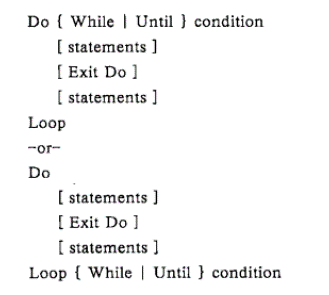 Do { While | Until } condition
[ statements ]
[ Exit Do ]
[ statements ]
Loop
-or-
Do
[ statements ]
[ Exit Do ]
[ statements ]
Loop { While | Until } condition